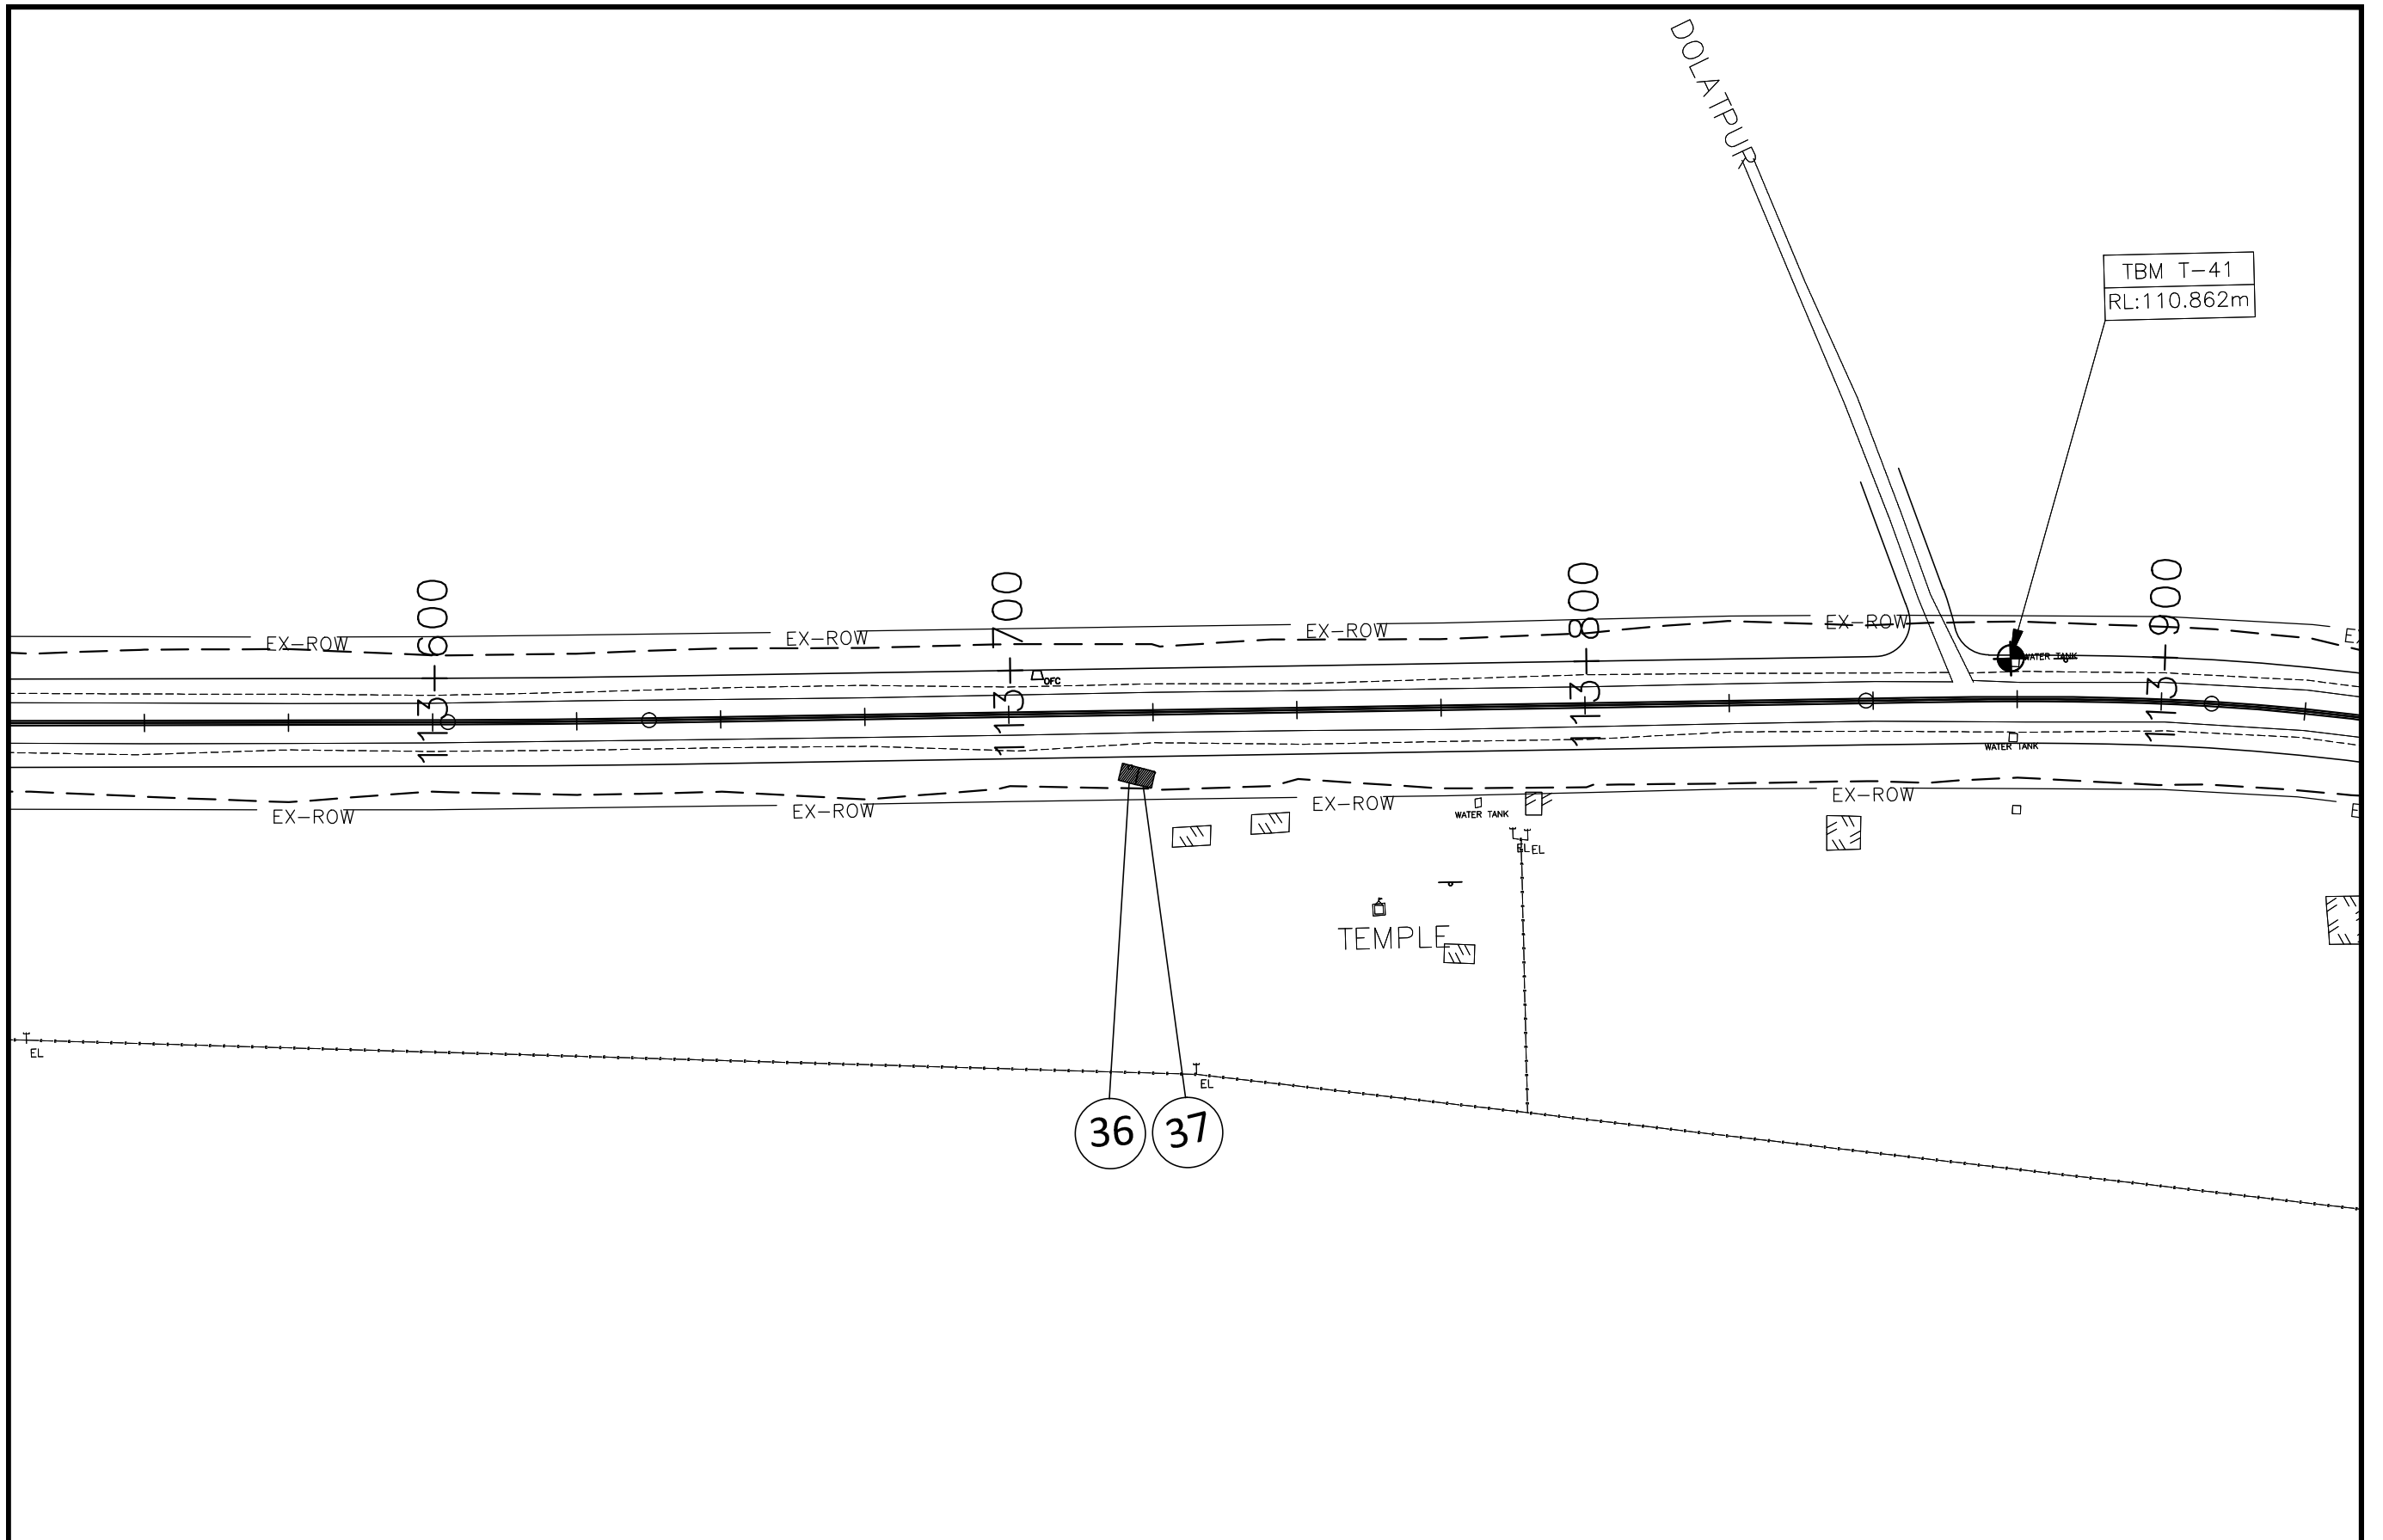 DOLATPUR
TBM T-41
RL:110.862m
113+600
113+700
113+800
113+900
EX-ROW
EX-ROW
EX-ROW
EX-ROW
OFC
WATER TANK
WATER TANK
EX-ROW
EX-ROW
EX-ROW
EX-ROW
WATER TANK
EL
EL
TEMPLE
EL
EL
36
37